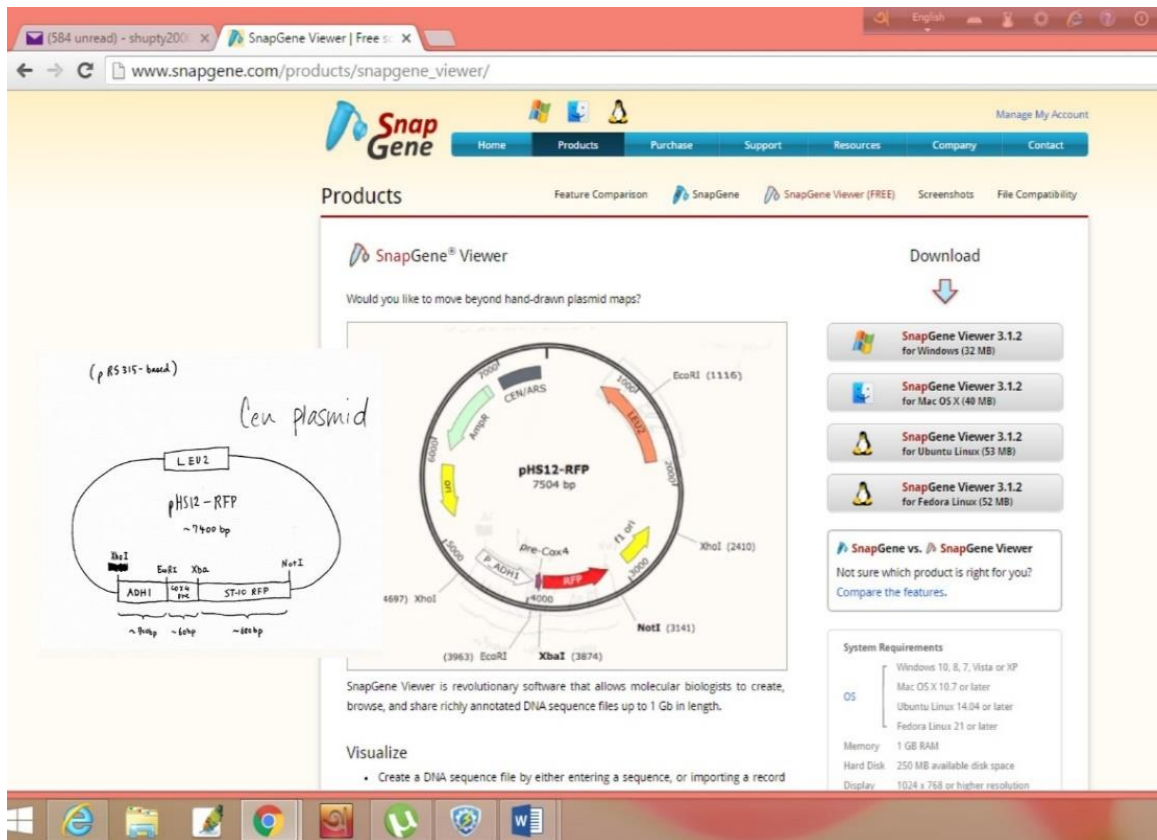 English
(584 unread) - shupty200
SnapGene Viewer | Free sc
www.snapgene.com/products/snapgene_viewer/
Manage My Account
Snap
Gene
Home Products Purchase Support Resources Company Contact
Products
Feature Comparison SnapGene SnapGene Viewer (FREE) Screenshots File Compatibility
SnapGene® Viewer
Would you like to move beyond hand-drawn plasmid maps?
(pRS315-based)
Cen plasmid
LEU2
pHS12-RFP
~7400 bp
XhoI
EcoRI
Xba
NotI
ADH1
COX4
ST-10 RFP
~60bp
7000
1000
2000
3000
4000
5000
6000
CEN/ARS
AmpR
ori
LEU2
EcoRI (1116)
pHS12-RFP
7504 bp
XhoI (2410)
f1 ori
pre-Cox4
P_ADH1
RFP
4697) XhoI
NotI (3141)
(3963) EcoRI
XbaI (3874)
SnapGene Viewer is revolutionary software that allows molecular biologists to create,
browse, and share richly annotated DNA sequence files up to 1 Gb in length.
Visualize
• Create a DNA sequence file by either entering a sequence, or importing a record
Download
SnapGene Viewer 3.1.2
for Windows (32 MB)
SnapGene Viewer 3.1.2
for Mac OS X (40 MB)
SnapGene Viewer 3.1.2
for Ubuntu Linux (53 MB)
SnapGene Viewer 3.1.2
for Fedora Linux (52 MB)
SnapGene vs. SnapGene Viewer
Not sure which product is right for you?
Compare the features.
System Requirements
OS
Windows 10, 8, 7, Vista or XP
Mac OS X 10.7 or later
Ubuntu Linux 14.04 or later
Fedora Linux 21 or later
Memory 1 GB RAM
Hard Disk 250 MB available disk space
Display 1024 x 768 or higher resolution